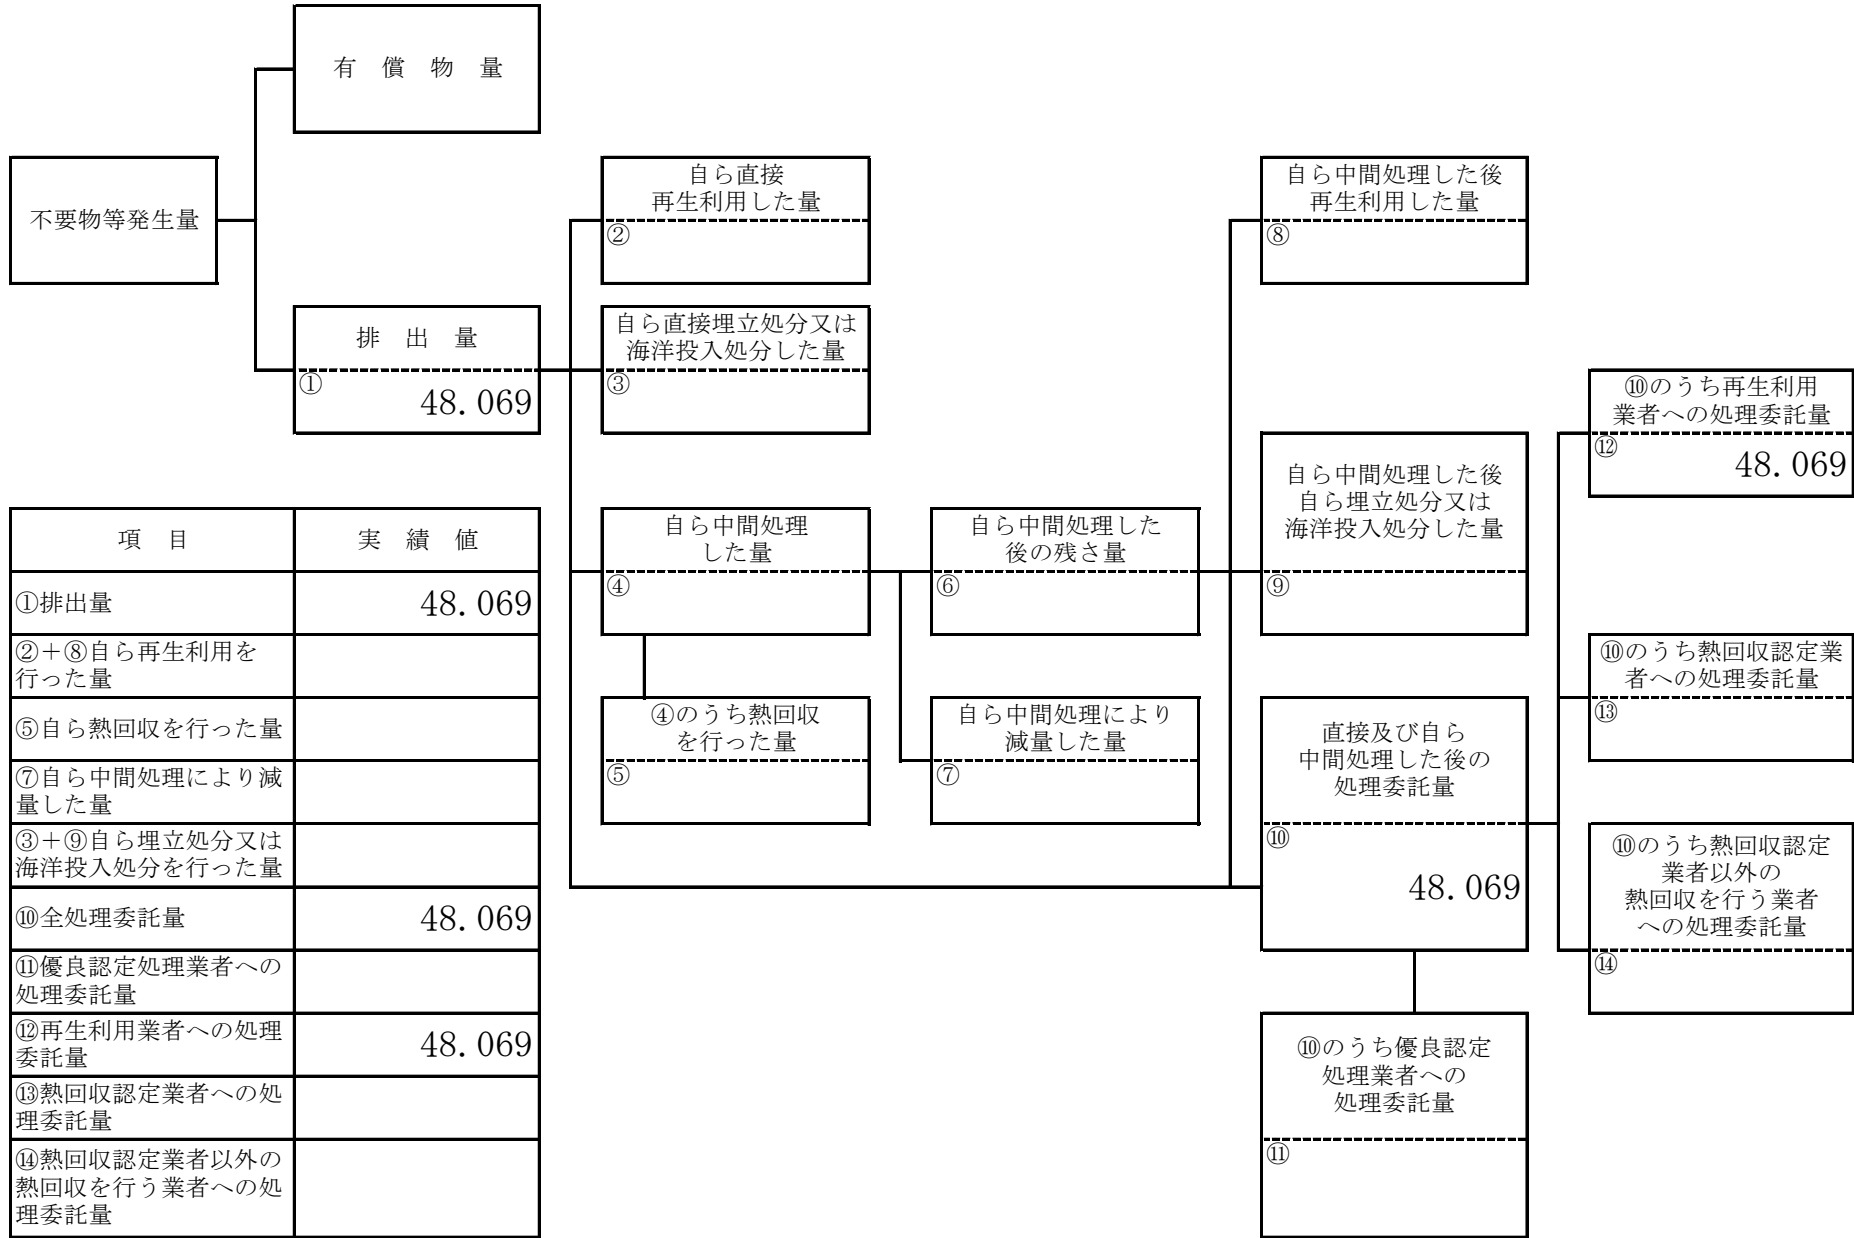 有 償 物 量
不要物等発生量
排 出 量
①
48.069
自ら直接
再生利用した量
②
自ら直接埋立処分又は
海洋投入処分した量
③
自ら中間処理
した量
④
④のうち熱回収
を行った量
⑤
自ら中間処理した
後の残さ量
⑥
自ら中間処理により
減量した量
⑦
自ら中間処理した後
再生利用した量
⑧
自ら中間処理した後
自ら埋立処分又は
海洋投入処分した量
⑨
直接及び自ら
中間処理した後の
処理委託量
⑩
48.069
⑩のうち優良認定
処理業者への
処理委託量
⑪
⑩のうち再生利用
業者への処理委託量
⑫
48.069
⑩のうち熱回収認定業
者への処理委託量
⑬
⑩のうち熱回収認定
業者以外の
熱回収を行う業者
への処理委託量
⑭
項 目 実 績 値
①排出量 48.069
②+⑧自ら再生利用を
行った量
⑤自ら熱回収を行った量
⑦自ら中間処理により減
量した量
③+⑨自ら埋立処分又は
海洋投入処分を行った量
⑩全処理委託量 48.069
⑪優良認定処理業者への
処理委託量
⑫再生利用業者への処理
委託量 48.069
⑬熱回収認定業者への処
理委託量
⑭熱回収認定業者以外の
熱回収を行う業者への処
理委託量